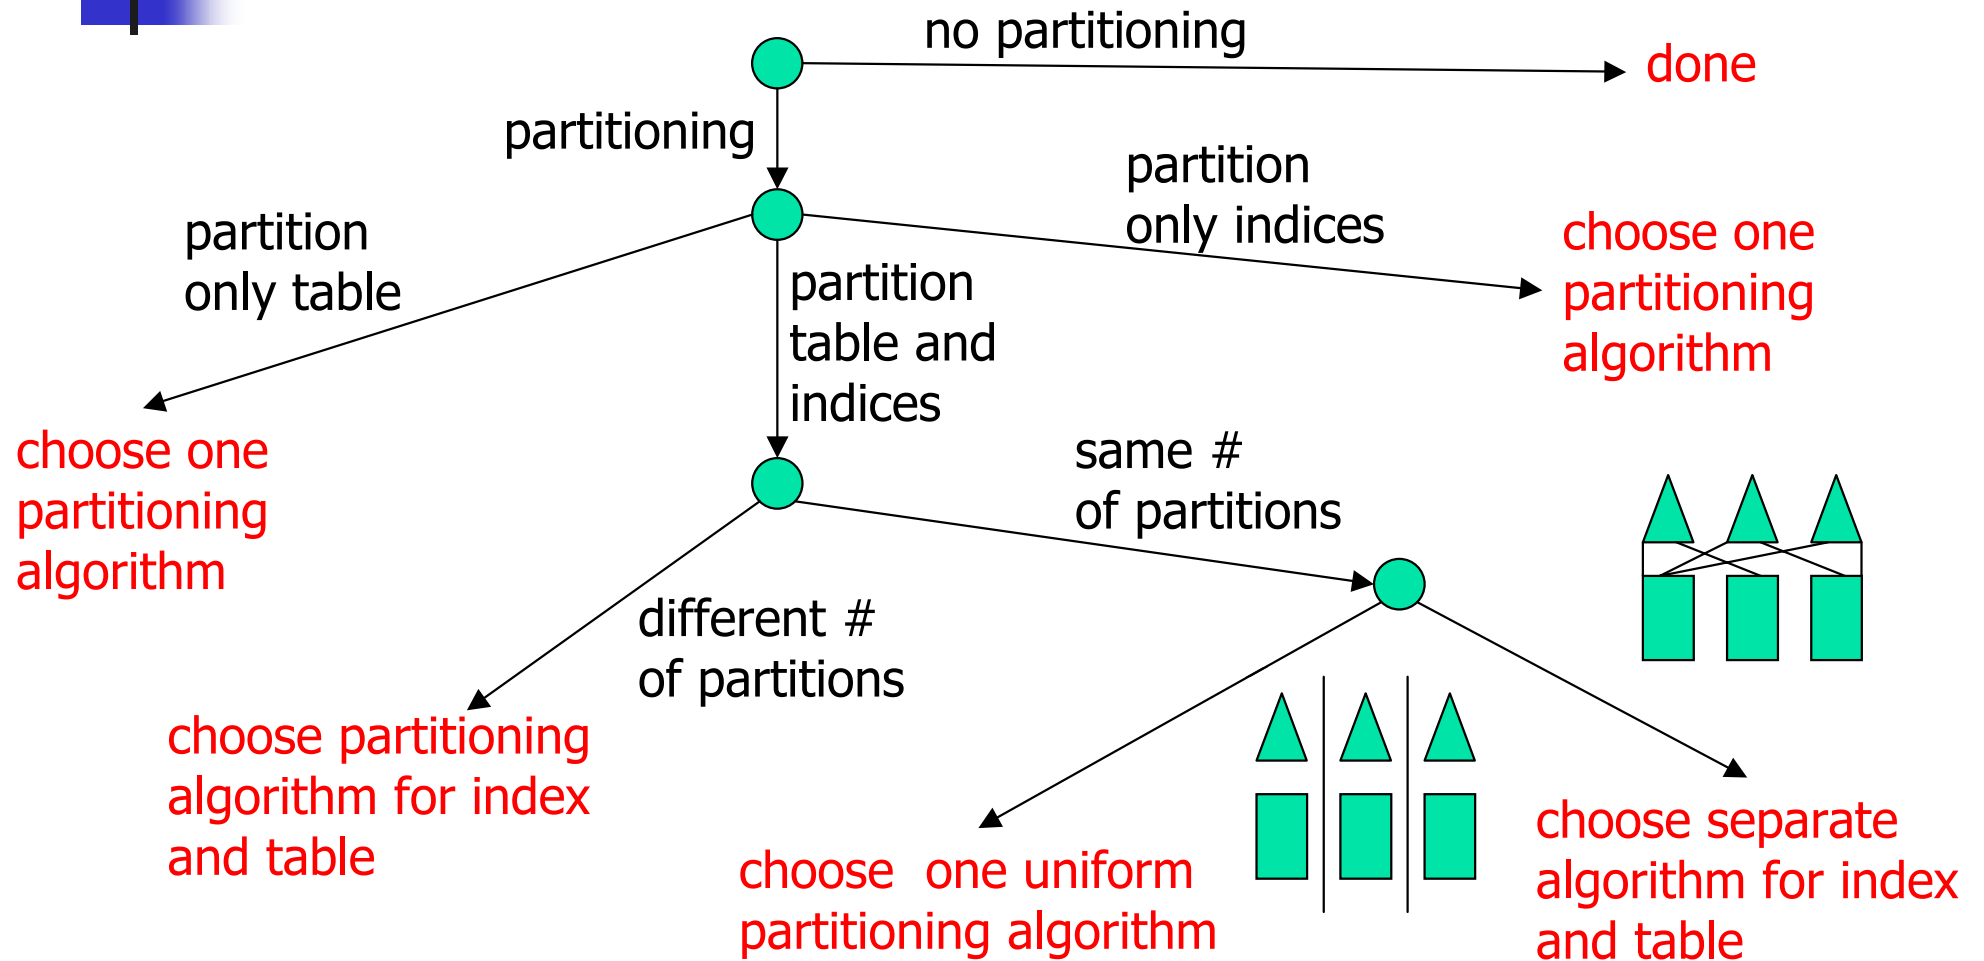 no partitioning
done
partitioning
partition
only indices
partition
only table
choose one
partitioning
algorithm
partition
table and
indices
choose one
partitioning
algorithm
same #
of partitions
different #
of partitions
choose partitioning
algorithm for index
and table
choose  one uniform
partitioning algorithm
choose separate
algorithm for index
and table